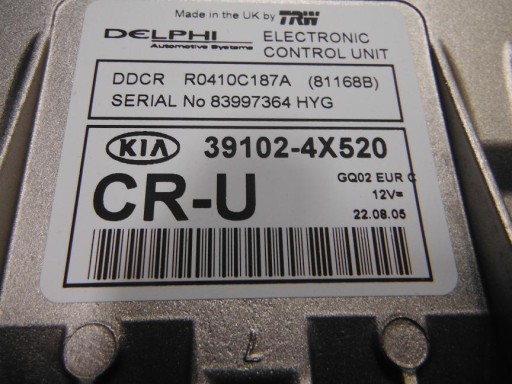 Made in the UK by TRW
DELPHI
Automotive Systems
ELECTRONIC
CONTROL UNIT
DDCR R0410C187A (81168B)
SERIAL No 83997364 HYG
KIA 39102-4X520
CR-U
GQ02 EUR C
12V=
22.08.05
L